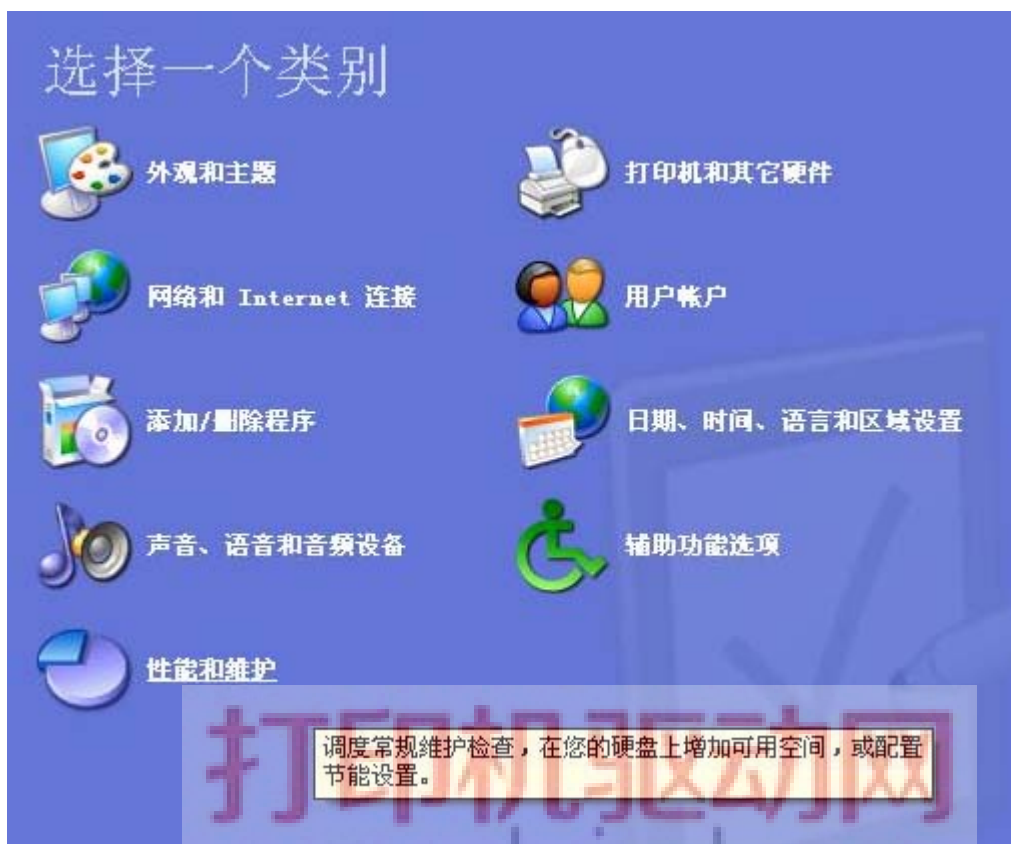 选择一个类别
外观和主题
打印机和其它硬件
网络和 Internet 连接
用户帐户
添加/删除程序
日期、时间、语言和区域设置
声音、语音和音频设备
辅助功能选项
性能和维护
打印机驱动网
调度常规维护检查，在您的硬盘上增加可用空间，或配置
节能设置。